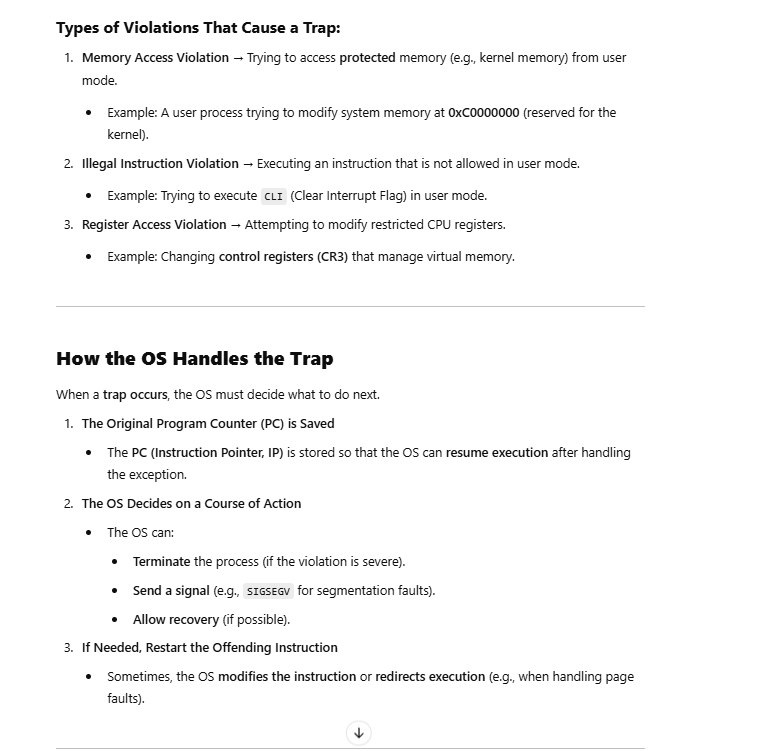 Types of Violations That Cause a Trap:
1. Memory Access Violation → Trying to access protected memory (e.g., kernel memory) from user
mode.
• Example: A user process trying to modify system memory at 0xC0000000 (reserved for the
kernel).
2. Illegal Instruction Violation → Executing an instruction that is not allowed in user mode.
• Example: Trying to execute CLI (Clear Interrupt Flag) in user mode.
3. Register Access Violation → Attempting to modify restricted CPU registers.
• Example: Changing control registers (CR3) that manage virtual memory.
How the OS Handles the Trap
When a trap occurs, the OS must decide what to do next.
1. The Original Program Counter (PC) is Saved
• The PC (Instruction Pointer, IP) is stored so that the OS can resume execution after handling
the exception.
2. The OS Decides on a Course of Action
• The OS can:
• Terminate the process (if the violation is severe).
• Send a signal (e.g., SIGSEGV for segmentation faults).
• Allow recovery (if possible).
3. If Needed, Restart the Offending Instruction
• Sometimes, the OS modifies the instruction or redirects execution (e.g., when handling page
faults).